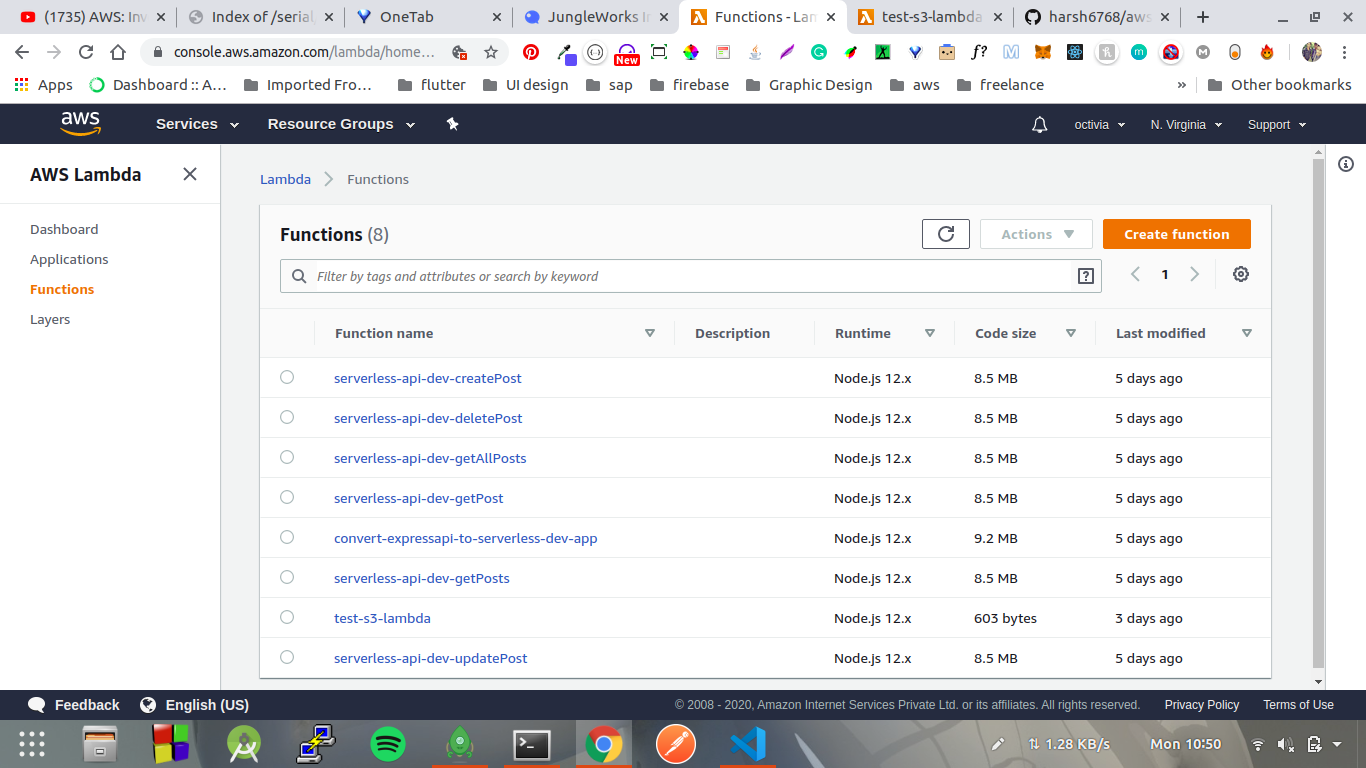 (1735) AWS: Inv
Index of /serial
OneTab
JungleWorks In
Functions - Lam
test-s3-lambda
harsh6768/aws
console.aws.amazon.com/lambda/home…
New
f?
Apps
Dashboard :: A…
Imported Fro…
flutter
UI design
sap
firebase
Graphic Design
aws
freelance
»
Other bookmarks
aws
Services
Resource Groups
octivia
N. Virginia
Support
AWS Lambda
Dashboard
Applications
Functions
Layers
Lambda
Functions
Functions (8)
Actions
Create function
Filter by tags and attributes or search by keyword
1
Function name
Description
Runtime
Code size
Last modified
serverless-api-dev-createPost Node.js 12.x 8.5 MB 5 days ago
serverless-api-dev-deletePost Node.js 12.x 8.5 MB 5 days ago
serverless-api-dev-getAllPosts Node.js 12.x 8.5 MB 5 days ago
serverless-api-dev-getPost Node.js 12.x 8.5 MB 5 days ago
convert-expressapi-to-serverless-dev-app Node.js 12.x 9.2 MB 5 days ago
serverless-api-dev-getPosts Node.js 12.x 8.5 MB 5 days ago
test-s3-lambda Node.js 12.x 603 bytes 3 days ago
serverless-api-dev-updatePost Node.js 12.x 8.5 MB 5 days ago
Feedback
English (US)
© 2008 - 2020, Amazon Internet Services Private Ltd. or its affiliates. All rights reserved.
Privacy Policy
Terms of Use
1.28 KB/s
Mon 10:50